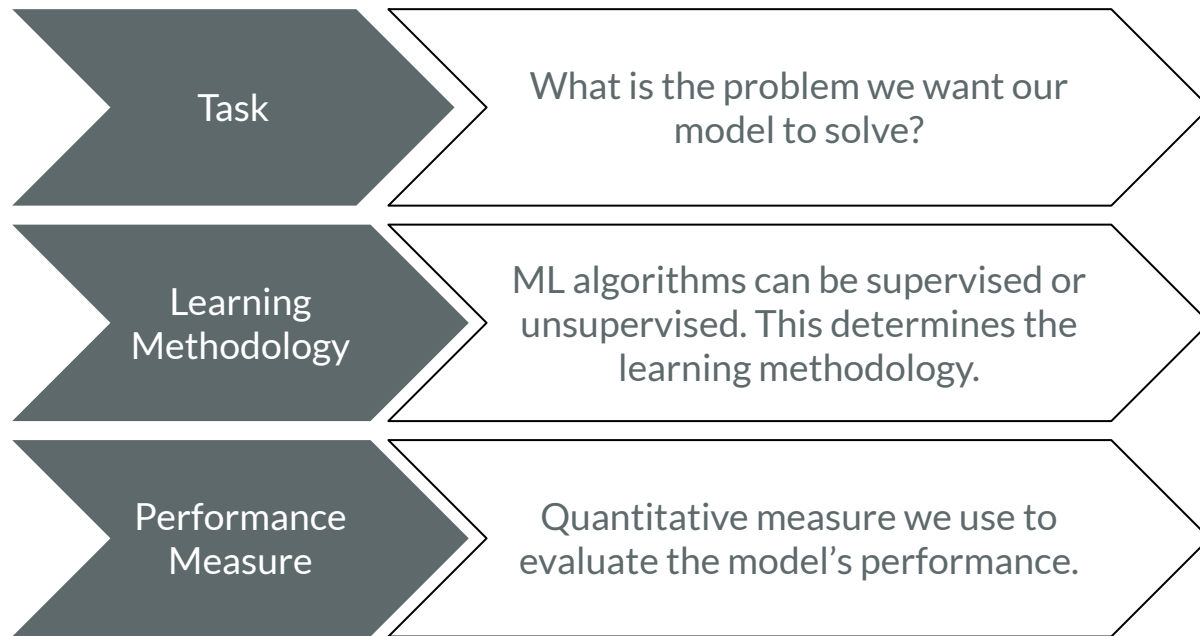 Task
What is the problem we want our
model to solve?
Learning
Methodology
ML algorithms can be supervised or
unsupervised. This determines the
learning methodology.
Performance
Measure
Quantitative measure we use to
evaluate the model’s performance.